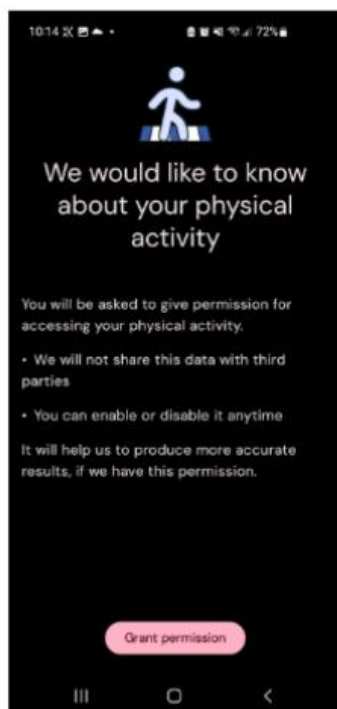 10:14
72%
We would like to know
about your physical
activity
You will be asked to give permission for
accessing your physical activity.
• We will not share this data with third
parties
• You can enable or disable it anytime
It will help us to produce more accurate
results, if we have this permission.
Grant permission